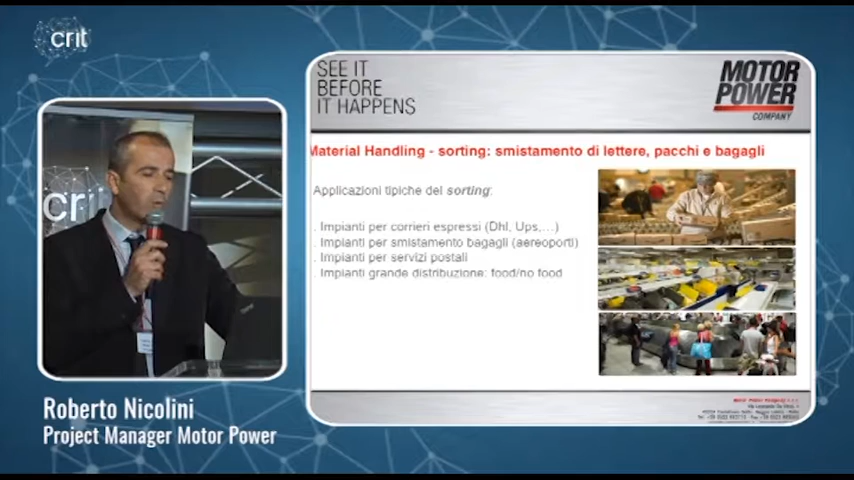 crit
SEE IT
BEFORE
IT HAPPENS
MOTOR
POWER
COMPANY
Material Handling - sorting: smistamento di lettere, pacchi e bagagli
Applicazioni tipiche del sorting:
. Impianti per corrieri espressi (Dhl, Ups,...)
. Impianti per smistamento bagagli (aereoporti)
. Impianti per servizi postali
. Impianti grande distribuzione: food/no food
crit
Roberto Nicolini
Project Manager Motor Power